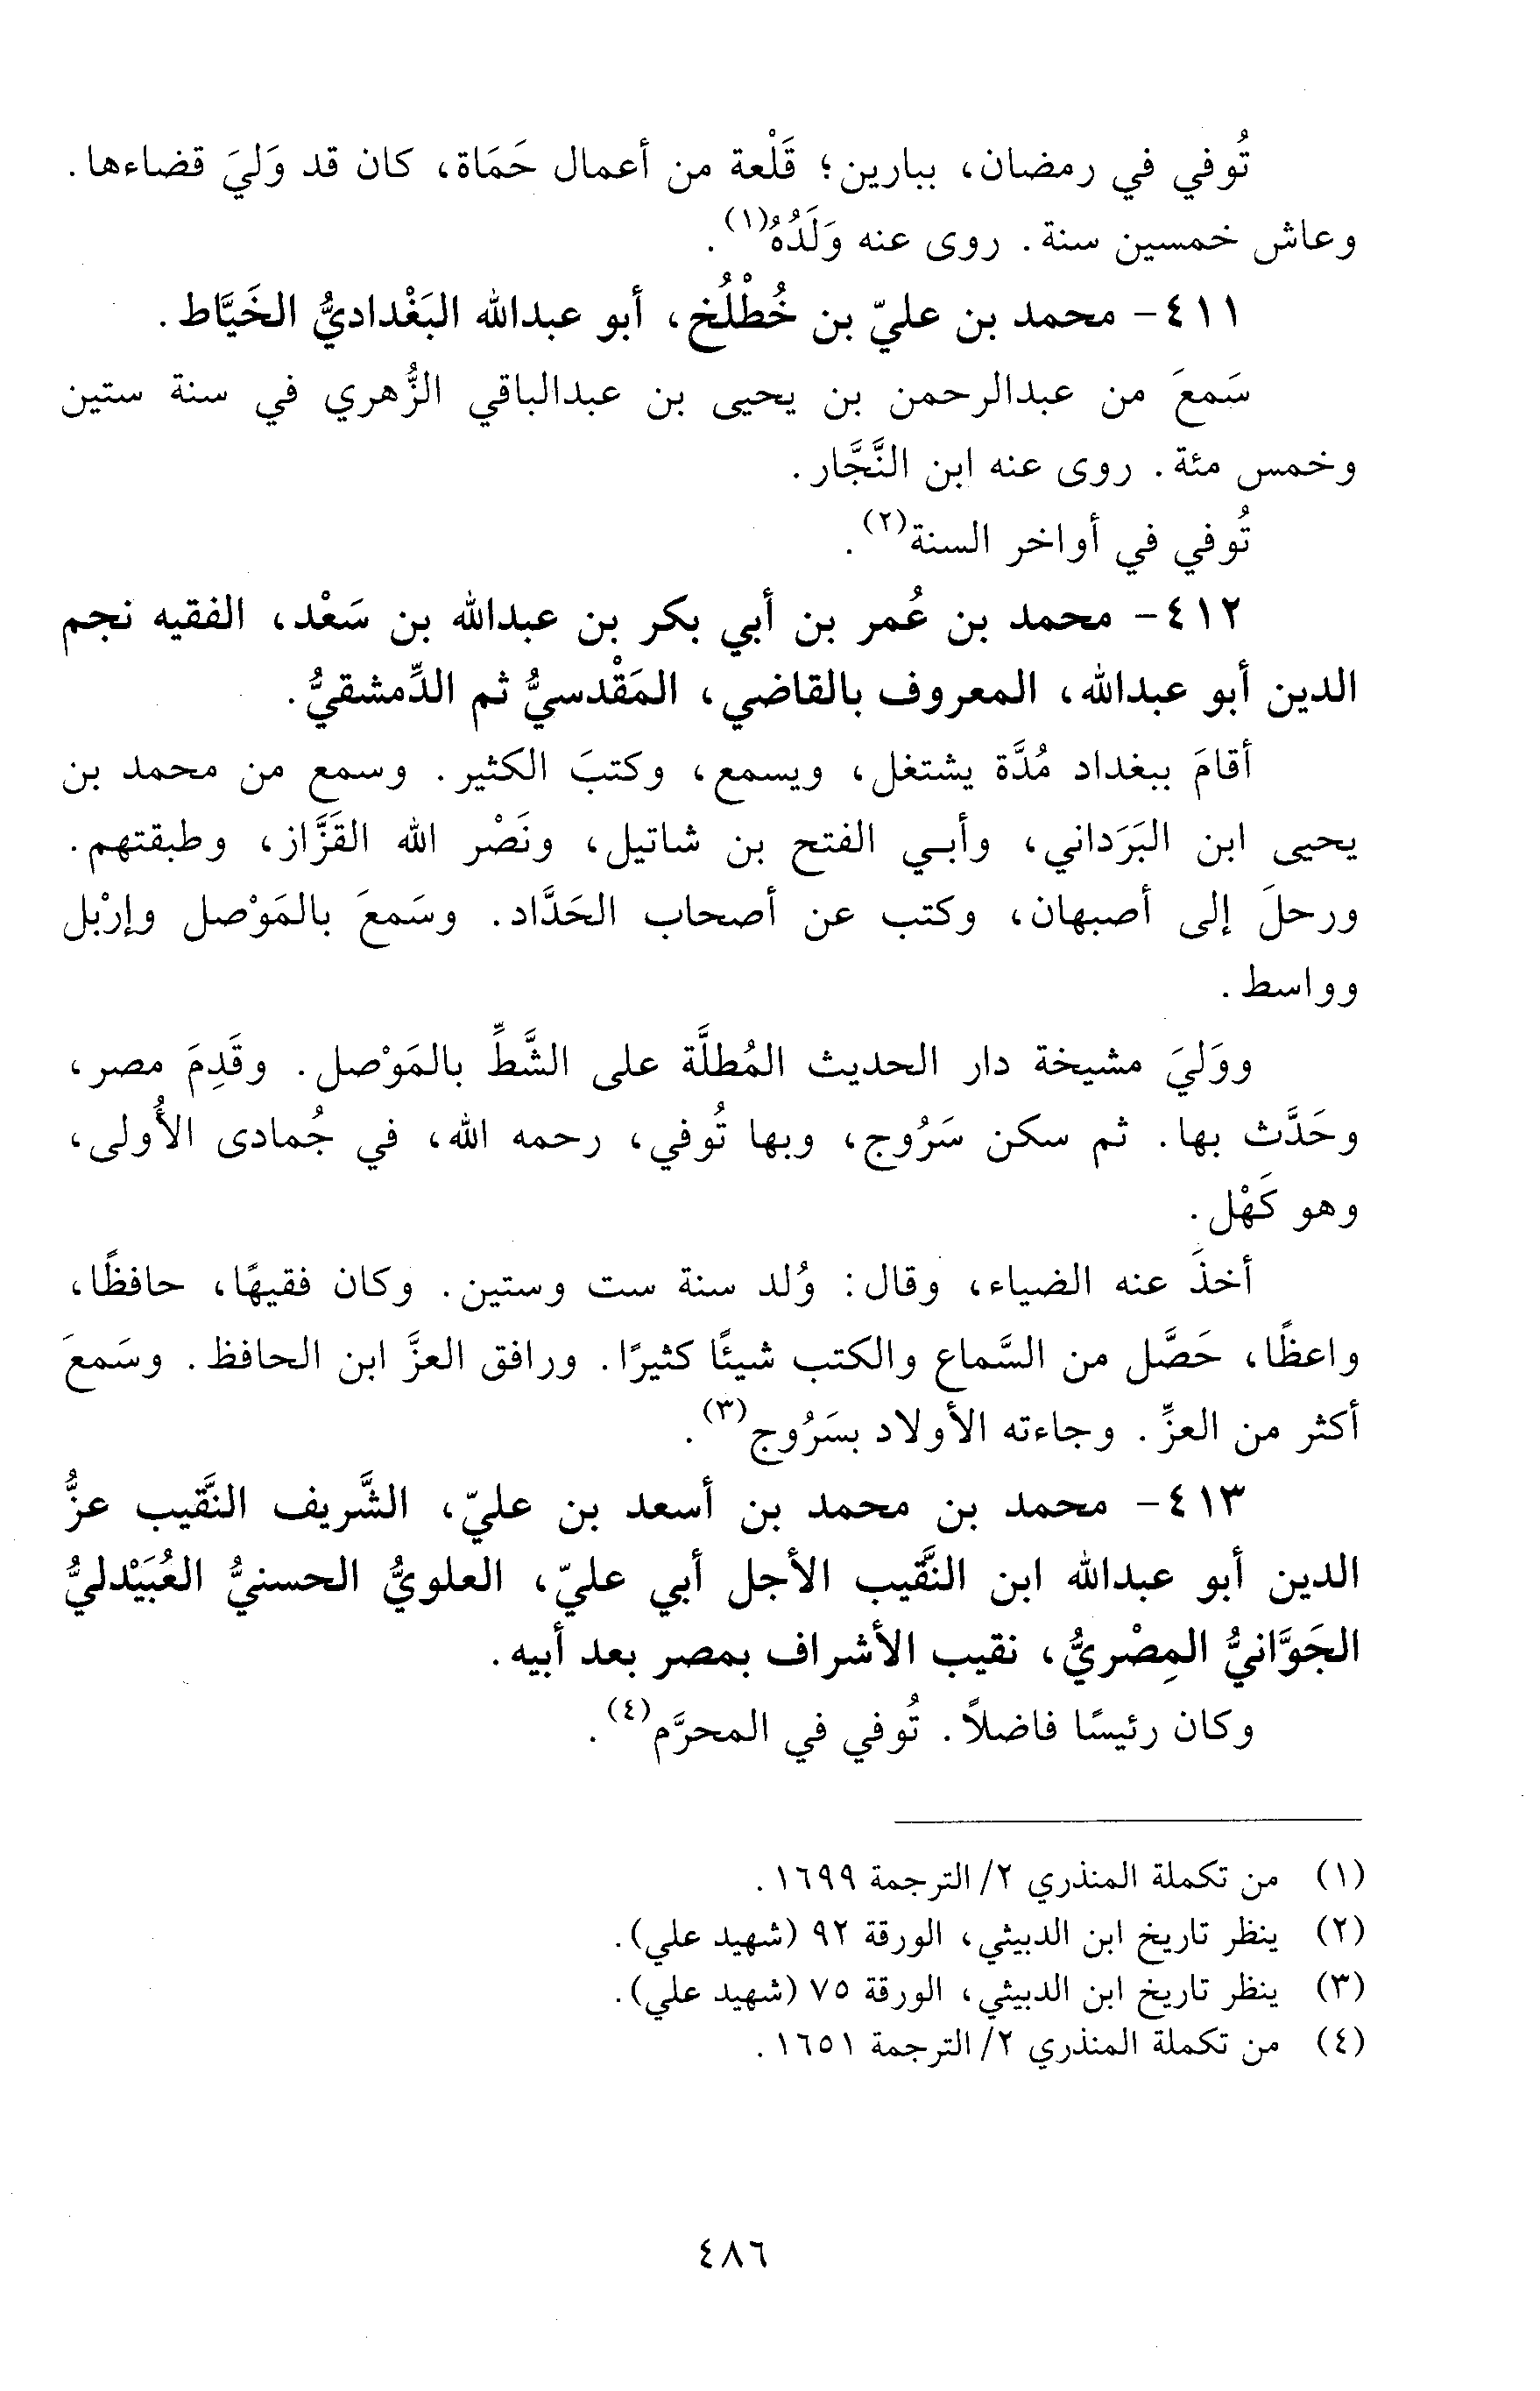 تُوفي في رمضان، ببارين؛ قَلْعة من أعمال حَمَاة، كان قد وَليَ قضاءها.
وعاش خمسين سنة. روى عنه وَلَدُهُ(١).
٤١١- محمد بن عليّ بن خُطْلُخ، أبو عبدالله البَغْداديُّ الخَيَّاط.
سَمعَ من عبدالرحمن بن يحيى بن عبدالباقي الزُّهري في سنة ستين
وخمس مئة. روى عنه ابن النَّجَّار.
تُوفي في أواخر السنة(٢).
٤١٢- محمد بن عُمر بن أبي بكر بن عبدالله بن سَعْد، الفقيه نجم
الدين أبو عبدالله، المعروف بالقاضي، المَقْدسيُّ ثم الدِّمشقيُّ.
أقامَ ببغداد مُدَّة يشتغل، ويسمع، وكتبَ الكثير. وسمع من محمد بن
يحيى ابن البَرَداني، وأبي الفتح بن شاتيل، ونَصْر الله القَزَّاز، وطبقتهم.
ورحلَ إلى أصبهان، وكتب عن أصحاب الحَدَّاد. وسَمعَ بالمَوْصل وإرْبل
وواسط.
ووَليَ مشيخة دار الحديث المُطلَّة على الشَّطِّ بالمَوْصل. وقَدِمَ مصر،
وحَدَّث بها. ثم سكن سَرُوج، وبها تُوفي، رحمه الله، في جُمادى الأُولى،
وهو كَهْل.
أخذَ عنه الضياء، وقال: وُلد سنة ست وستين. وكان فقيهًا، حافظًا،
واعظًا، حَصَّل من السَّماع والكتب شيئًا كثيرًا. ورافق العزَّ ابن الحافظ. وسَمعَ
أكثر من العزِّ. وجاءته الأولاد بسَرُوج(٣).
٤١٣- محمد بن محمد بن أسعد بن عليّ، الشَّريف النَّقيب عزُّ
الدين أبو عبدالله ابن النَّقيب الأجل أبي عليّ، العلويُّ الحسنيُّ العُبَيْدليُّ
الجَوَّانيُّ المِصْريُّ، نقيب الأشراف بمصر بعد أبيه.
وكان رئيسًا فاضلاً. تُوفي في المحرَّم(٤).
(١) من تكملة المنذري ٢/ الترجمة ١٦٩٩.
(٢) ينظر تاريخ ابن الدبيثي، الورقة ٩٢ (شهيد علي).
(٣) ينظر تاريخ ابن الدبيثي، الورقة ٧٥ (شهيد علي).
(٤) من تكملة المنذري ٢/ الترجمة ١٦٥١.
٤٨٦